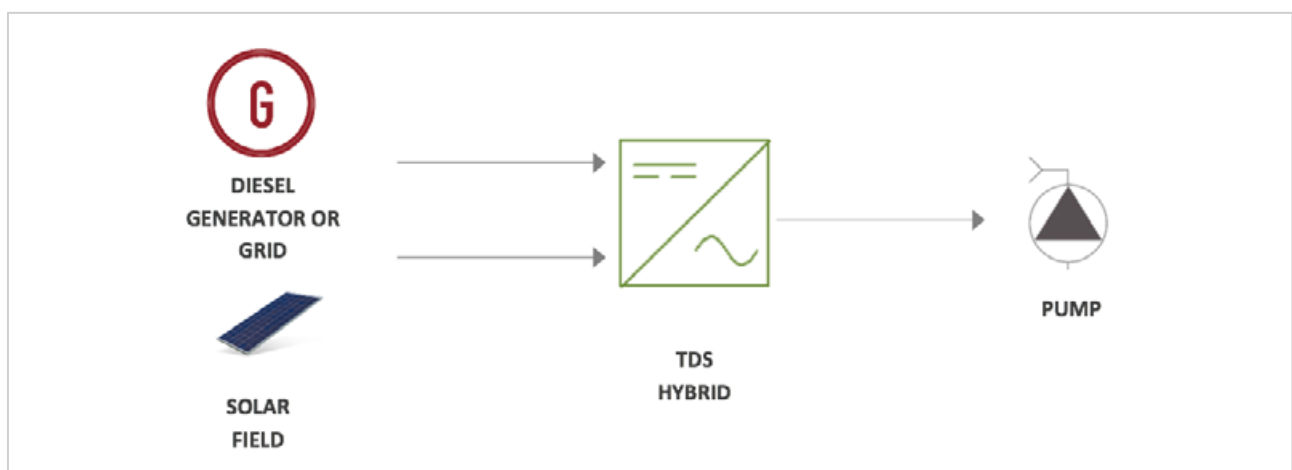 G
DIESEL
GENERATOR OR
GRID
SOLAR
FIELD
TDS
HYBRID
PUMP